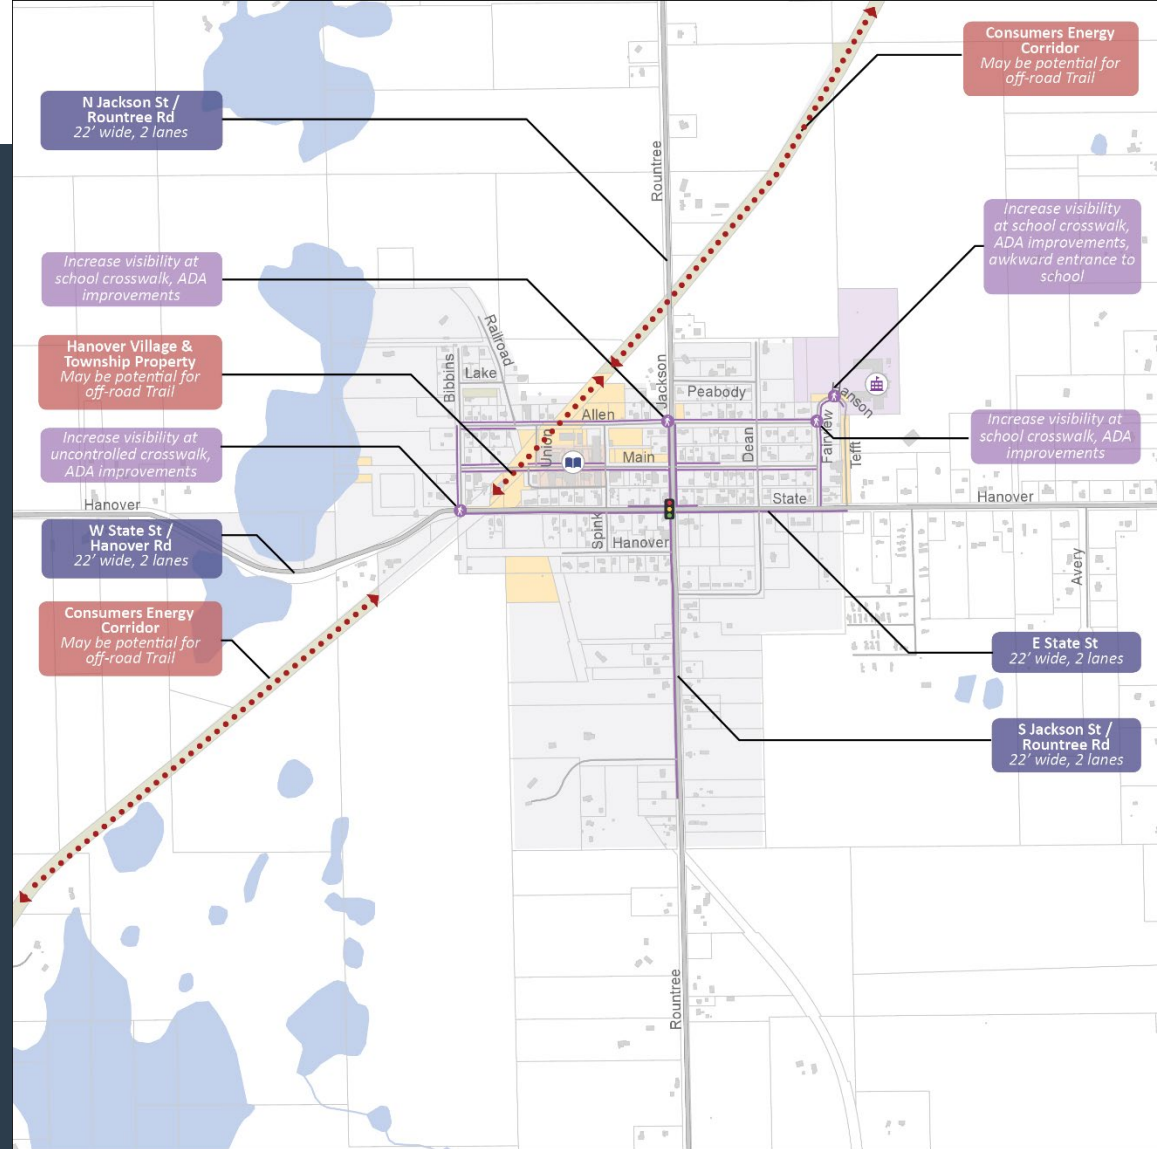 Consumers Energy
Corridor
May be potential for
off-road Trail
N Jackson St /
Rountree Rd
22' wide, 2 lanes
Rountree
Increase visibility
at school crosswalk,
ADA improvements,
awkward entrance to
school
Increase visibility at
school crosswalk, ADA
improvements
Hanover Village &
Township Property
May be potential for
off-road Trail
Railroad
Bibbins
Lake
Jackson
Peabody
Allen
Union
Main
Dean
Fairview
Tefft
Increase visibility at
school crosswalk, ADA
improvements
Increase visibility at
uncontrolled crosswalk,
ADA improvements
Hanover
State
Hanover
Spink
Hanover
Avery
W State St /
Hanover Rd
22' wide, 2 lanes
Consumers Energy
Corridor
May be potential for
off-road Trail
E State St
22' wide, 2 lanes
S Jackson St /
Rountree Rd
22' wide, 2 lanes
Rountree